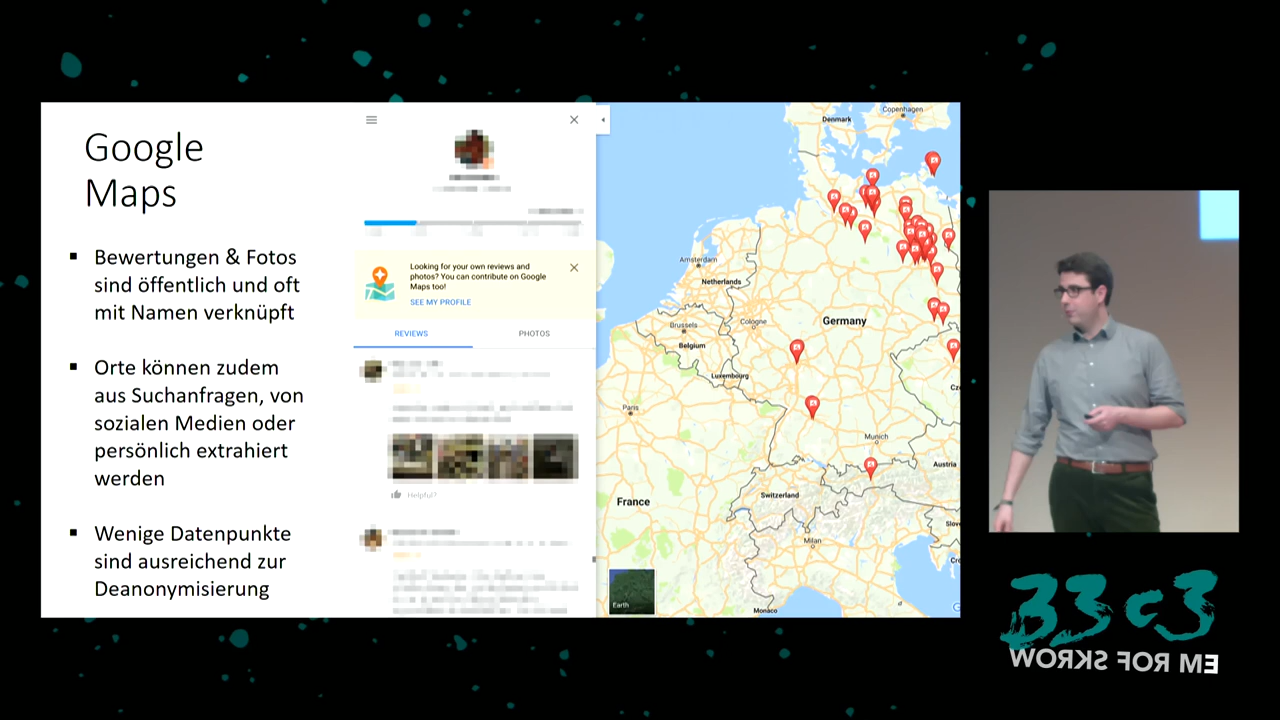 Google
Maps
Bewertungen & Fotos
sind öffentlich und oft
mit Namen verknüpft
Orte können zudem
aus Suchanfragen, von
sozialen Medien oder
persönlich extrahiert
werden
Wenige Datenpunkte
sind ausreichend zur
Deanonymisierung
Looking for your own reviews and
photos? You can contribute on Google
Maps too!
SEE MY PROFILE
REVIEWS
PHOTOS
Helpful?
Copenhagen
Denmark
Amsterdam
Netherlands
Brussels
Cologne
Germany
Belgium
Luxembourg
Paris
Munich
Austria
France
Switzerland
Milan
Monaco
Earth
33c3
WORKS FOR ME